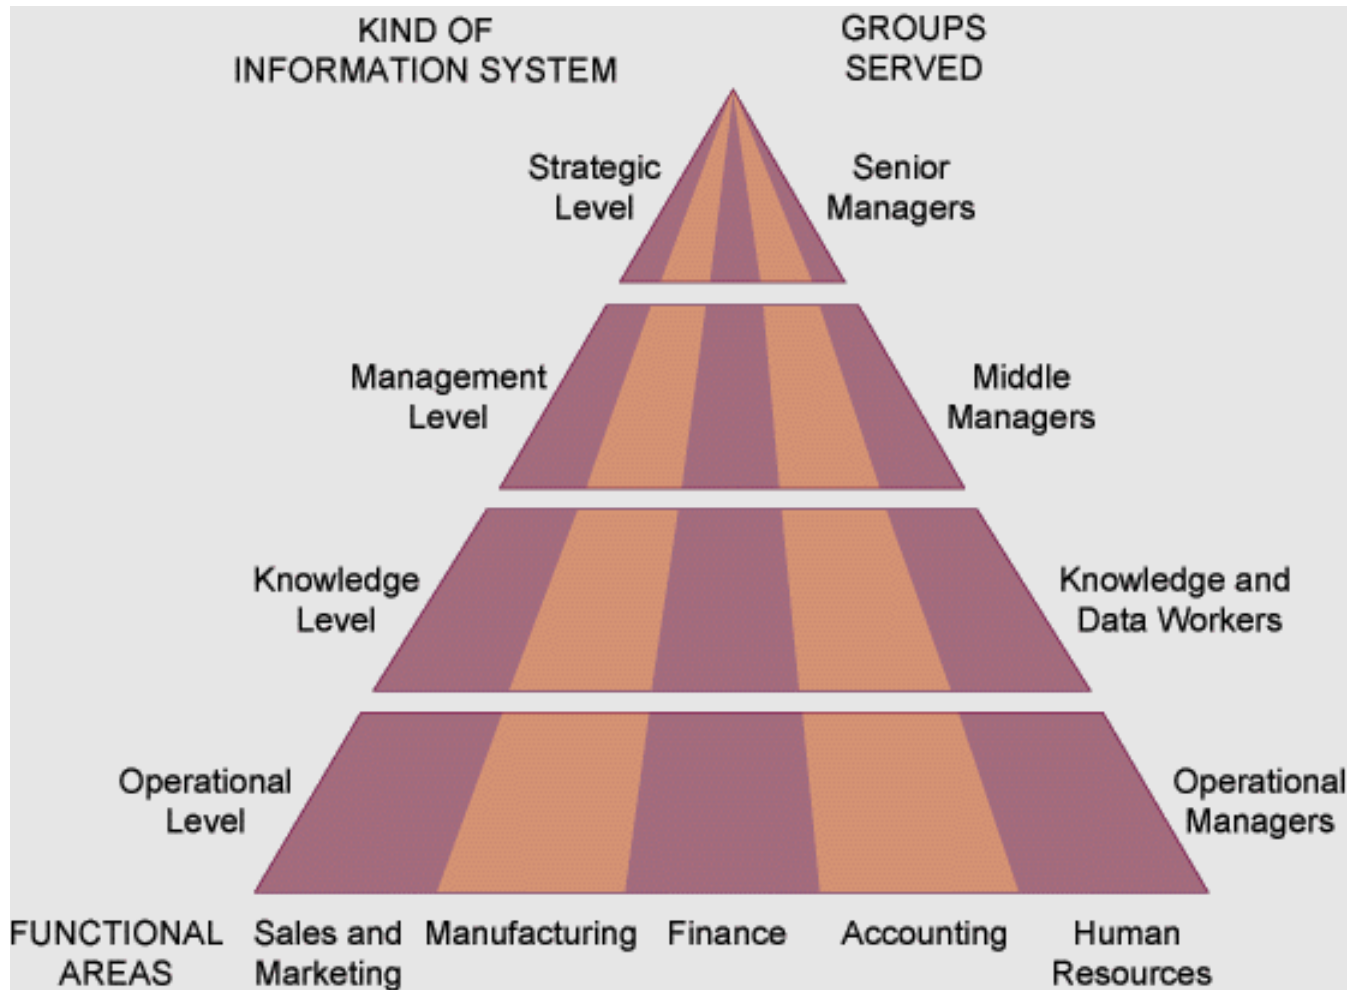 KIND OF
INFORMATION SYSTEM
GROUPS
SERVED
Strategic
Level
Senior
Managers
Management
Level
Middle
Managers
Knowledge
Level
Knowledge and
Data Workers
Operational
Level
Operational
Managers
FUNCTIONAL
AREAS
Sales and
Marketing
Manufacturing
Finance
Accounting
Human
Resources